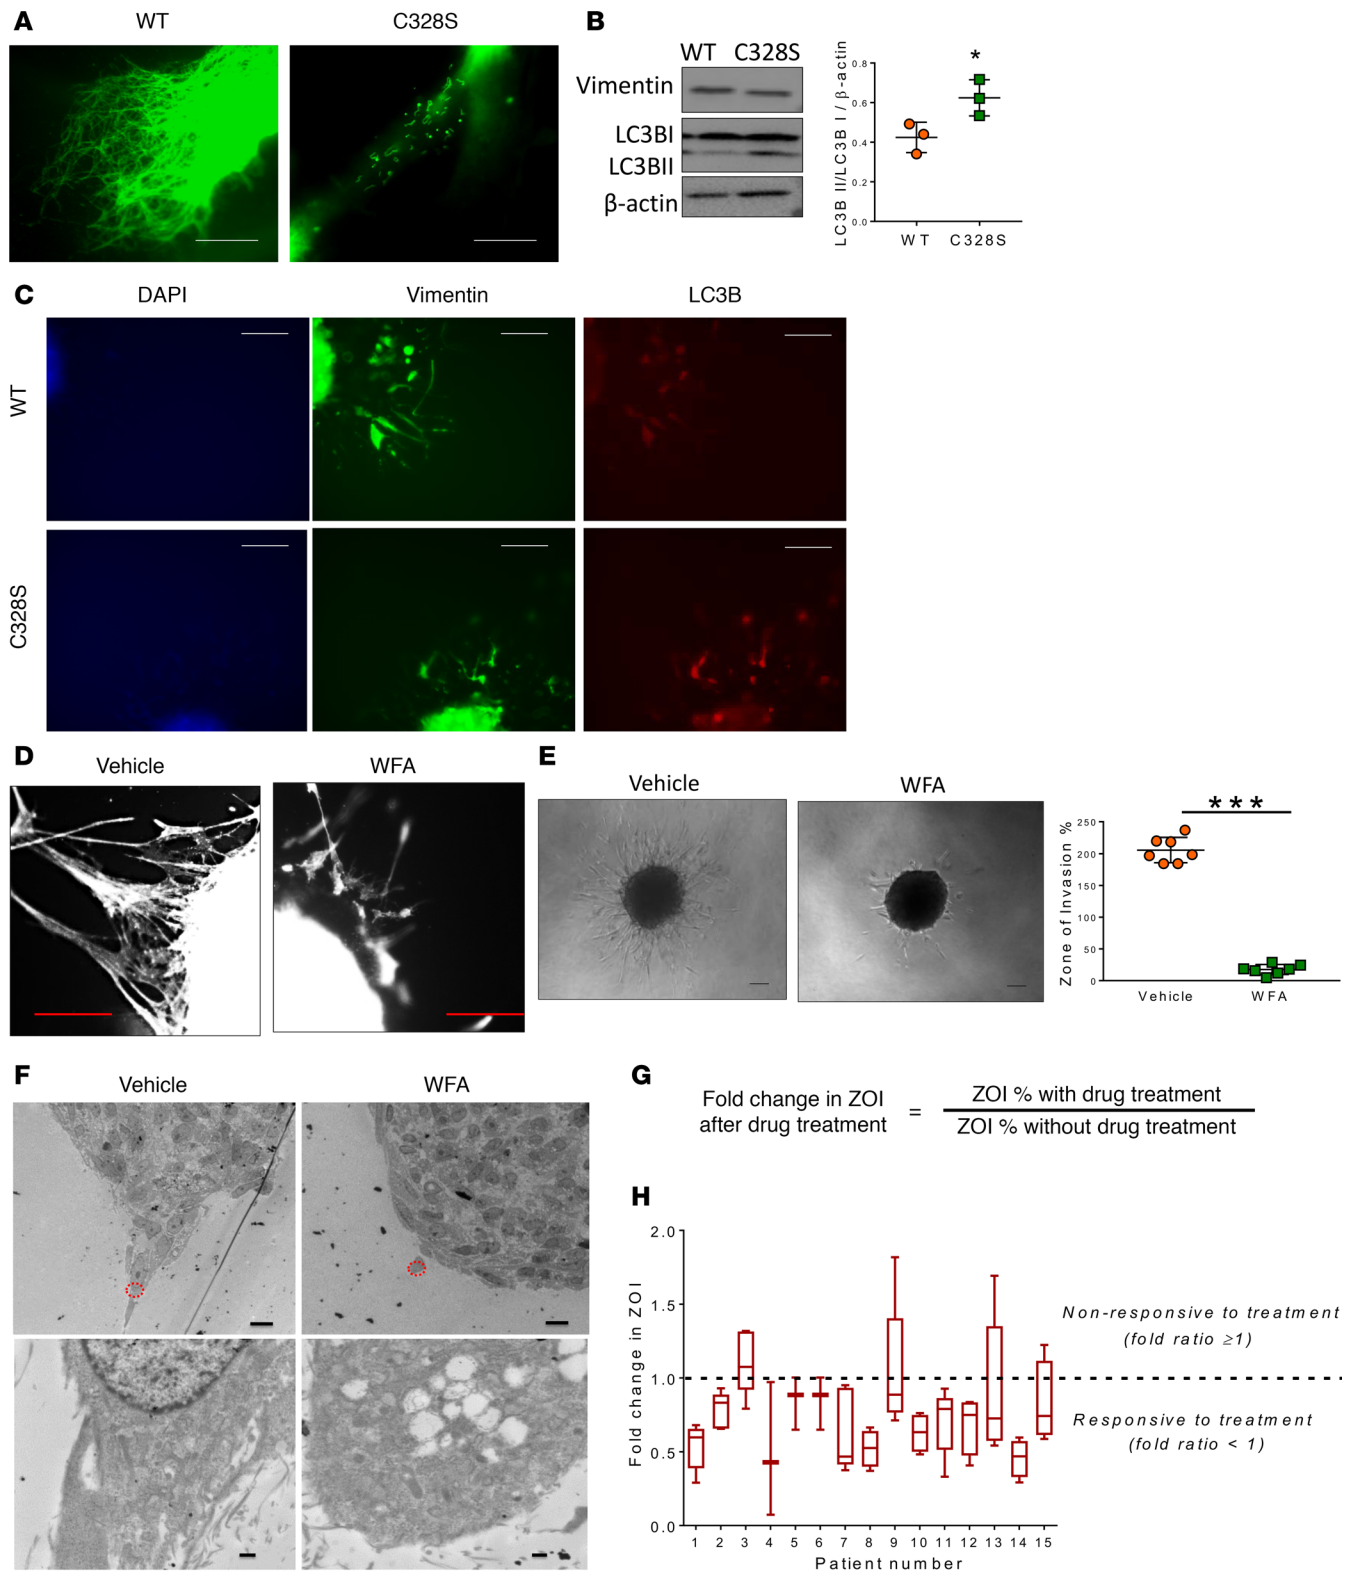 A
WT
C328S
B
WT C328S
Vimentin
LC3BI
LC3BII
β-actin
LC3B II/LC3B I / β-actin
0.8
0.6
0.4
0.2
0.0
*
WT C328S
C
DAPI
Vimentin
LC3B
WT
C328S
D
Vehicle
WFA
E
Vehicle
WFA
Zone of Invasion %
250
200
150
100
50
0
***
Vehicle
WFA
F
Vehicle
WFA
G
Fold change in ZOI
after drug treatment
=
ZOI % with drug treatment
ZOI % without drug treatment
H
Fold change in ZOI
2.0
1.5
1.0
0.5
0.0
1 2 3 4 5 6 7 8 9 10 11 12 13 14 15
Patient number
Non-responsive to treatment
(fold ratio ≥1)
Responsive to treatment
(fold ratio < 1)